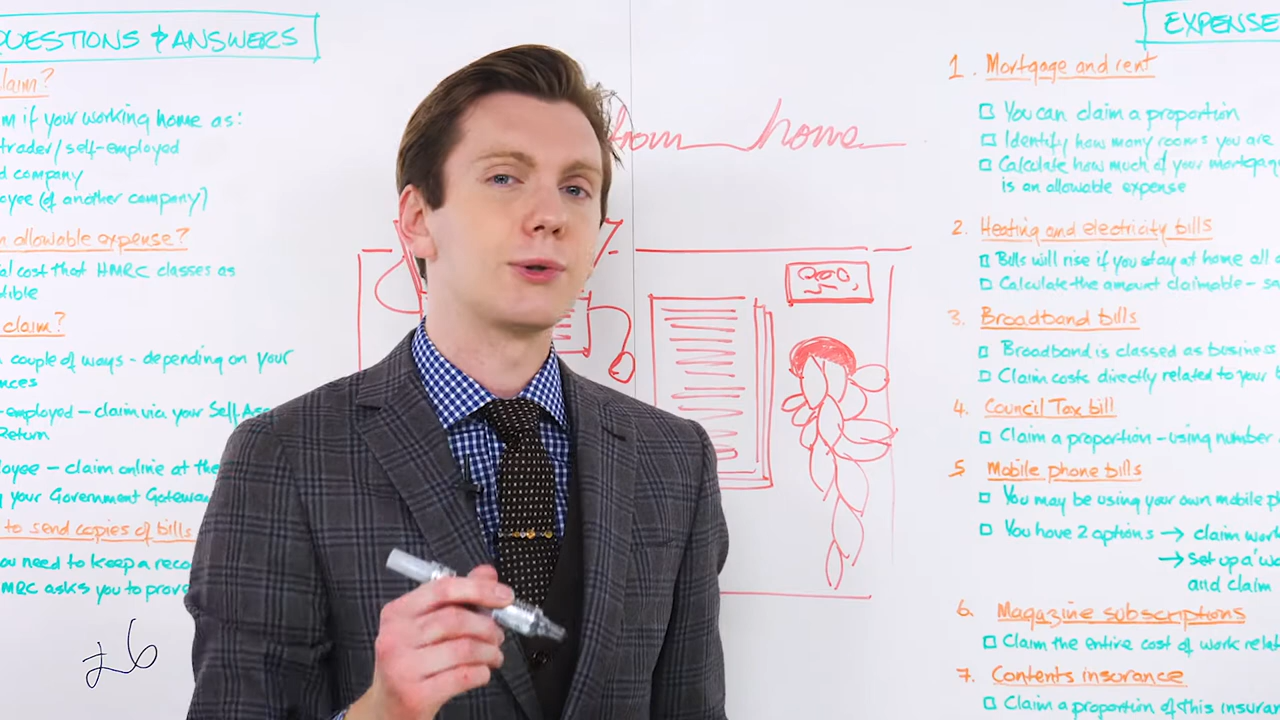 QUESTIONS & ANSWERS
claim?
m if your working home as:
trader/self-employed
d company
oyee (of another company)
n allowable expense?
al cost that HMRC classes as
dible
claim?
a couple of ways - depending on your
nces
-employed - claim via your Self Ass
Return
loyee - claim online at the
g your Government Gateway
to send copies of bills
ou need to keep a reco
HMRC asks you to prove
£6
from home
EXPENSE
1. Mortgage and rent
You can claim a proportion
Identify how many rooms you are
Calculate how much of your mortgag
is an allowable expense
2. Heating and electricity bills
Bills will rise if you stay at home all d
Calculate the amount claimable - se
3. Broadband bills
Broadband is classed as business
Claim costs directly related to your b
4. Council Tax bill
Claim a proportion - using number
5 Mobile phone bills
You may be using your own mobile p
You have 2 options → claim work
→ set up a 'wo
and claim
6. Magazine subscriptions
Claim the entire cost of work rela
7. Contents insurance
Claim a proportion of this insuran